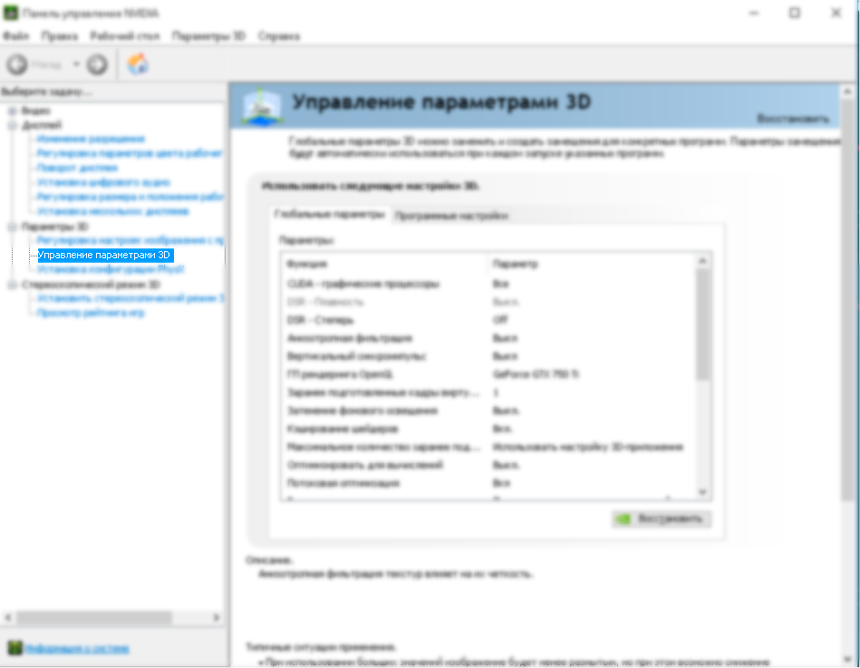 Панель управления NVIDIA
Файл Правка Рабочий стол Параметры 3D Справка
Назад
Выберите задачу...
Видео
Дисплей
Изменение разрешения
Регулировка параметров цвета рабочег
Поворот дисплея
Установка цифрового аудио
Регулировка размера и положения рабо
Установка нескольких дисплеев
Параметры 3D
Регулировка настроек изображения с пр
Управление параметрами 3D
Установка конфигурации PhysX
Стереоскопический режим 3D
Установить стереоскопический режим 3
Просмотр рейтинга игр
Информация о системе
Управление параметрами 3D
Восстановить
Глобальные параметры 3D можно заменить и создать замещения для конкретных программ. Параметры замещения
будут автоматически использоваться при каждом запуске указанных программ.
Использовать следующие настройки 3D.
Глобальные параметры Программные настройки
Параметры:
Функция Параметр
CUDA - графические процессоры Все
DSR - Плавность Выкл.
DSR - Степень Off
Анизотропная фильтрация Выкл
Вертикальный синхроимпульс Выкл
ГП рендеринга OpenGL GeForce GTX 750 Ti
Заранее подготовленные кадры вирту... 1
Затенение фонового освещения Выкл.
Кэширование шейдеров Вкл.
Максимальное количество заранее под... Использовать настройку 3D-приложения
Оптимизировать для вычислений Выкл.
Потоковая оптимизация Вкл
Восстановить
Описание.
Анизотропная фильтрация текстур влияет на их четкость.
Типичные ситуации применения.
• При использовании больших значений изображение будет менее размытым, но при этом возможно снижение